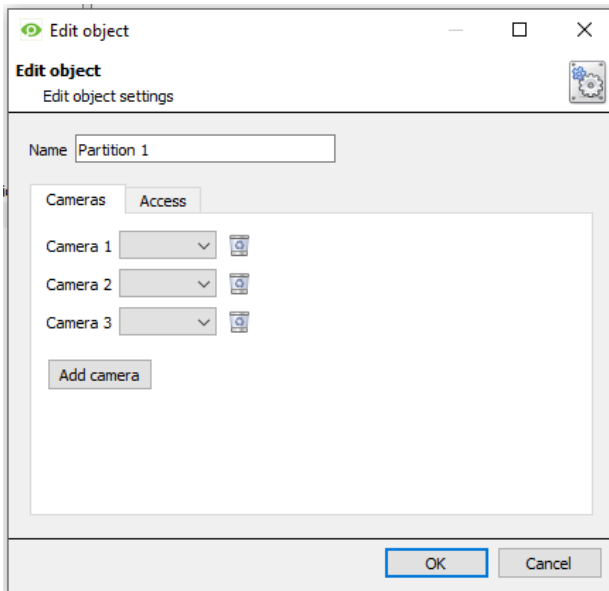 Edit object
Edit object
Edit object settings
Name Partition 1
Cameras Access
Camera 1
Camera 2
Camera 3
Add camera
OK Cancel